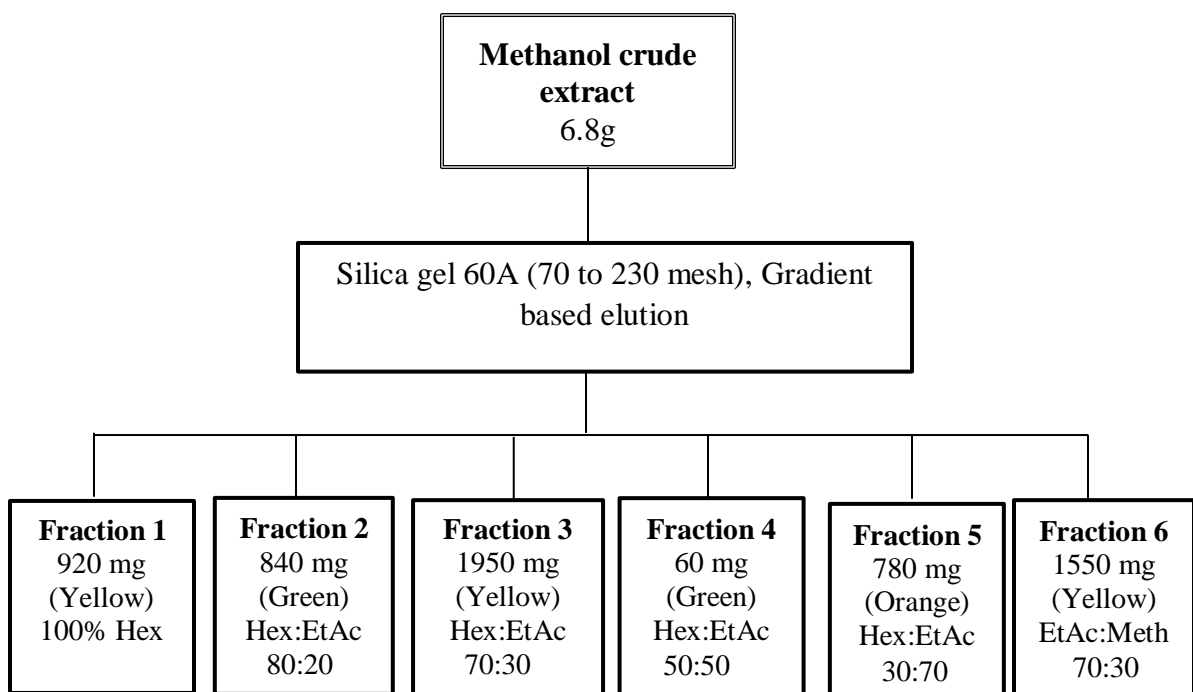 Methanol crude
extract
6.8g
Silica gel 60A (70 to 230 mesh), Gradient
based elution
Fraction 1
920 mg
(Yellow)
100% Hex
Fraction 2
840 mg
(Green)
Hex:EtAc
80:20
Fraction 3
1950 mg
(Yellow)
Hex:EtAc
70:30
Fraction 4
60 mg
(Green)
Hex:EtAc
50:50
Fraction 5
780 mg
(Orange)
Hex:EtAc
30:70
Fraction 6
1550 mg
(Yellow)
EtAc:Meth
70:30